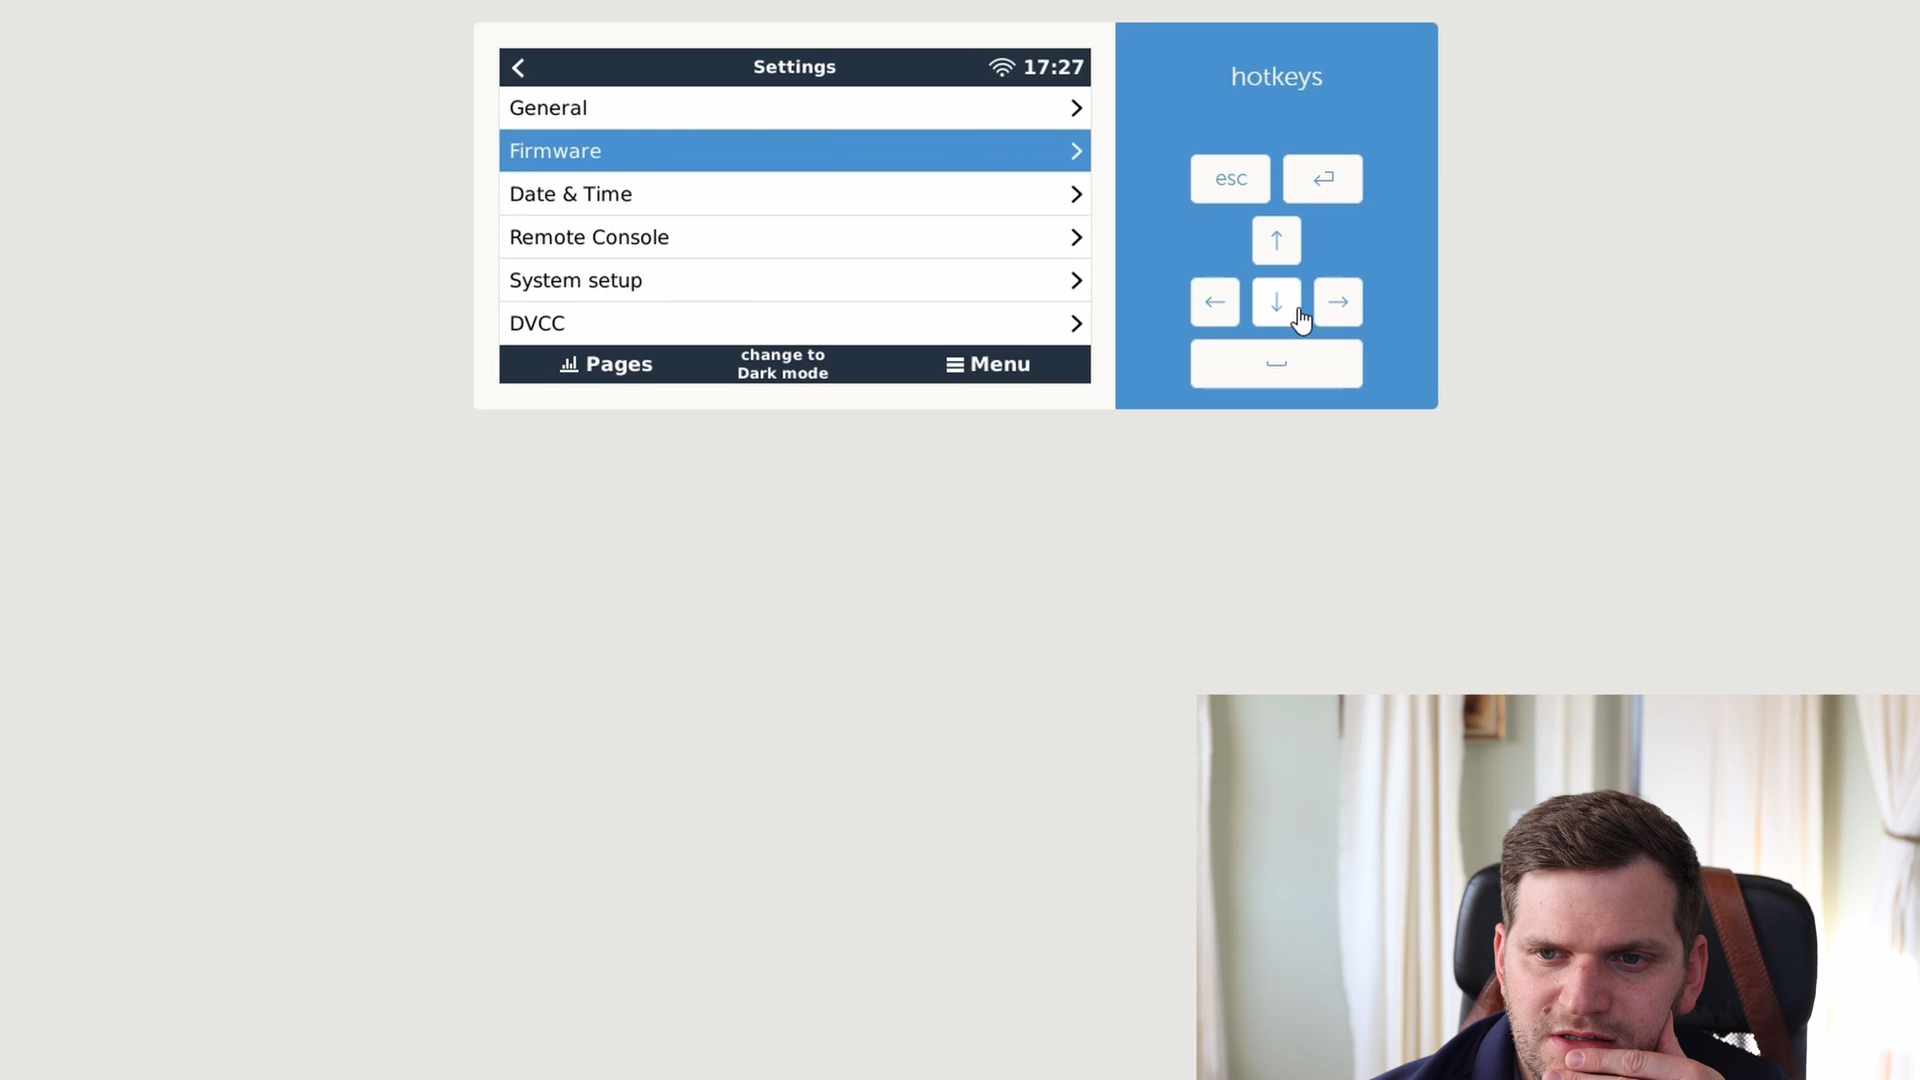 Settings
17:27
General
Firmware
Date & Time
Remote Console
System setup
DVCC
Pages
change to
Dark mode
Menu
hotkeys
esc